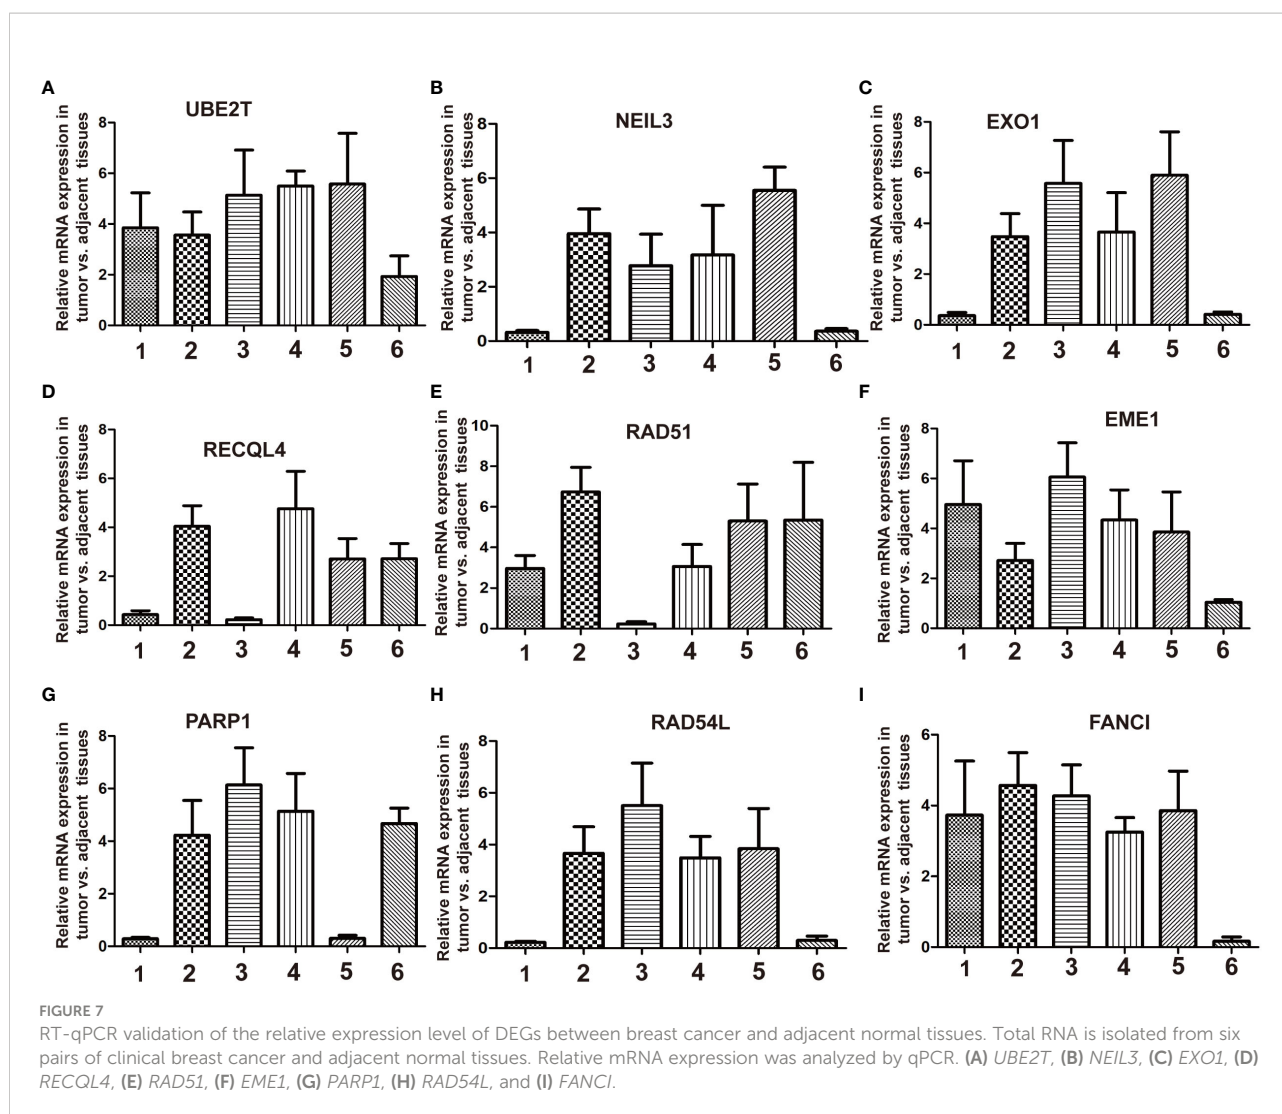 A
UBE2T
Relative mRNA expression in
tumor vs. adjacent tissues
8
6
4
2
0
1 2 3 4 5 6
B
NEIL3
Relative mRNA expression in
tumor vs. adjacent tissues
8
6
4
2
0
1 2 3 4 5 6
C
EXO1
Relative mRNA expression in
tumor vs. adjacent tissues
8
6
4
2
0
1 2 3 4 5 6
D
RECQL4
Relative mRNA expression in
tumor vs. adjacent tissues
8
6
4
2
0
1 2 3 4 5 6
E
RAD51
Relative mRNA expression in
tumor vs. adjacent tissues
10
8
6
4
2
0
1 2 3 4 5 6
F
EME1
Relative mRNA expression in
tumor vs. adjacent tissues
8
6
4
2
0
1 2 3 4 5 6
G
PARP1
Relative mRNA expression in
tumor vs. adjacent tissues
8
6
4
2
0
1 2 3 4 5 6
H
RAD54L
Relative mRNA expression in
tumor vs. adjacent tissues
8
6
4
2
0
1 2 3 4 5 6
I
FANCI
Relative mRNA expression in
tumor vs. adjacent tissues
6
4
2
0
1 2 3 4 5 6
FIGURE 7
RT-qPCR validation of the relative expression level of DEGs between breast cancer and adjacent normal tissues. Total RNA is isolated from six
pairs of clinical breast cancer and adjacent normal tissues. Relative mRNA expression was analyzed by qPCR. (A) UBE2T, (B) NEIL3, (C) EXO1, (D)
RECQL4, (E) RAD51, (F) EME1, (G) PARP1, (H) RAD54L, and (I) FANCI.